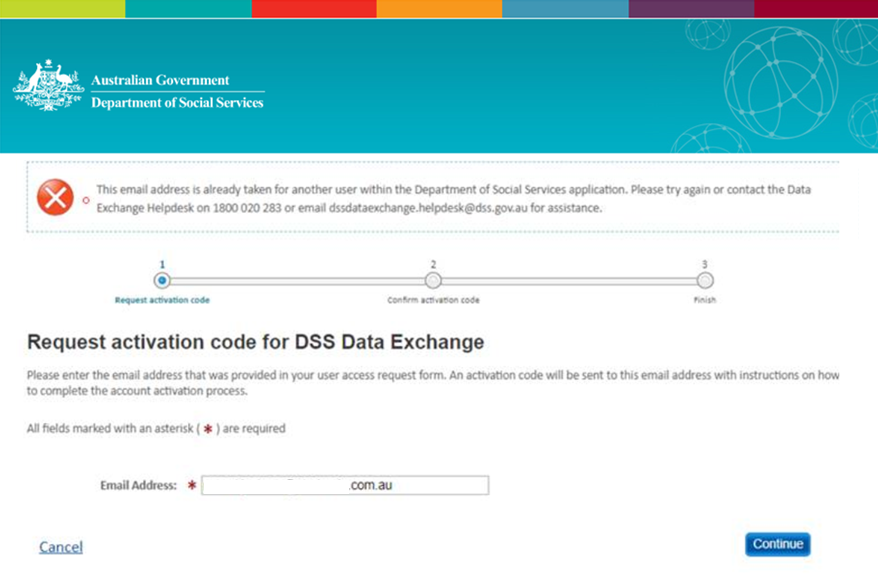 Australian Government
Department of Social Services
This email address is already taken for another user within the Department of Social Services application. Please try again or contact the Data
Exchange Helpdesk on 1800 020 283 or email dssdataexchange.helpdesk@dss.gov.au for assistance.
1
2
3
Request activation code
Confirm activation code
Finish
Request activation code for DSS Data Exchange
Please enter the email address that was provided in your user access request form. An activation code will be sent to this email address with instructions on how
to complete the account activation process.
All fields marked with an asterisk ( * ) are required
Email Address: * .com.au
Cancel
Continue